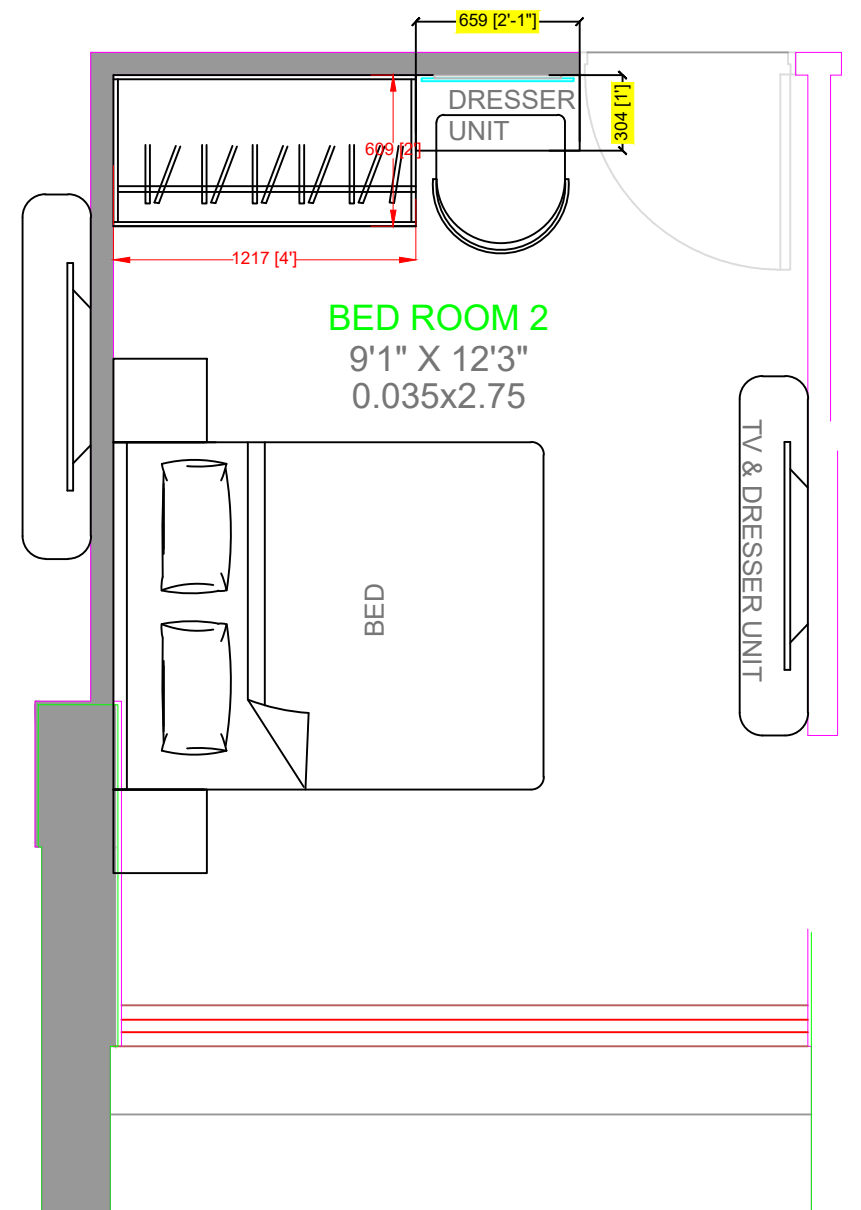 659 [2'-1"]
DRESSER
UNIT
304 [1']
609 [2']
1217 [4']
BED ROOM 2
9'1" X 12'3"
0.035x2.75
TV & DRESSER UNIT
BED